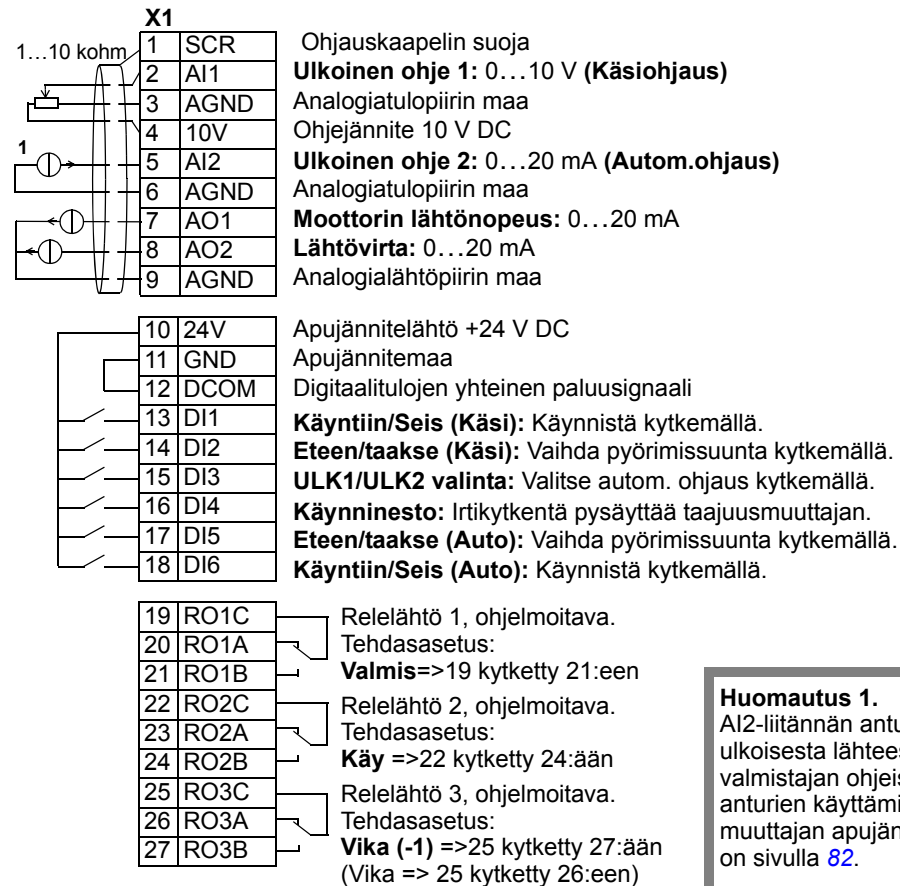 X1
1…10 kohm
1 SCR Ohjauskaapelin suoja
2 AI1 Ulkoinen ohje 1: 0…10 V (Käsiohjaus)
3 AGND Analogiatulopiirin maa
4 10V Ohjejännite 10 V DC
1
5 AI2 Ulkoinen ohje 2: 0…20 mA (Autom.ohjaus)
6 AGND Analogiatulopiirin maa
7 AO1 Moottorin lähtönopeus: 0…20 mA
8 AO2 Lähtövirta: 0…20 mA
9 AGND Analogialähtöpiirin maa
10 24V Apujännitelähtö +24 V DC
11 GND Apujännitemaa
12 DCOM Digitaalitulojen yhteinen paluusignaali
13 DI1 Käyntiin/Seis (Käsi): Käynnistä kytkemällä.
14 DI2 Eteen/taakse (Käsi): Vaihda pyörimissuunta kytkemällä.
15 DI3 ULK1/ULK2 valinta: Valitse autom. ohjaus kytkemällä.
16 DI4 Käynninesto: Irtikytkentä pysäyttää taajuusmuuttajan.
17 DI5 Eteen/taakse (Auto): Vaihda pyörimissuunta kytkemällä.
18 DI6 Käyntiin/Seis (Auto): Käynnistä kytkemällä.
19 RO1C Relelähtö 1, ohjelmoitava.
20 RO1A Tehdasasetus:
21 RO1B Valmis=>19 kytketty 21:een
22 RO2C Relelähtö 2, ohjelmoitava.
23 RO2A Tehdasasetus:
24 RO2B Käy =>22 kytketty 24:ään
25 RO3C Relelähtö 3, ohjelmoitava.
26 RO3A Tehdasasetus:
27 RO3B Vika (-1) =>25 kytketty 27:ään
(Vika => 25 kytketty 26:een)
Huomautus 1.
AI2-liitännän antu
ulkoisesta lähtees
valmistajan ohjeis
anturien käyttämi
muuttajan apujän
on sivulla 82.